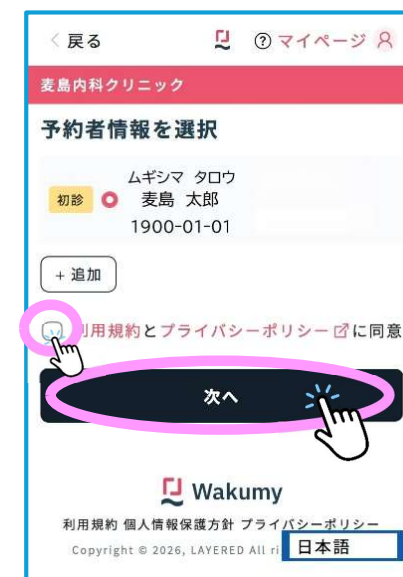 < 戻る ? マイページ
麦島内科クリニック
予約者情報を選択
ムギシマ タロウ
初診 麦島 太郎
1900-01-01
+ 追加
利用規約とプライバシーポリシーに同意
次へ
Wakumy
利用規約 個人情報保護方針 プライバシーポリシー
Copyright © 2026, LAYERED All ri
日本語